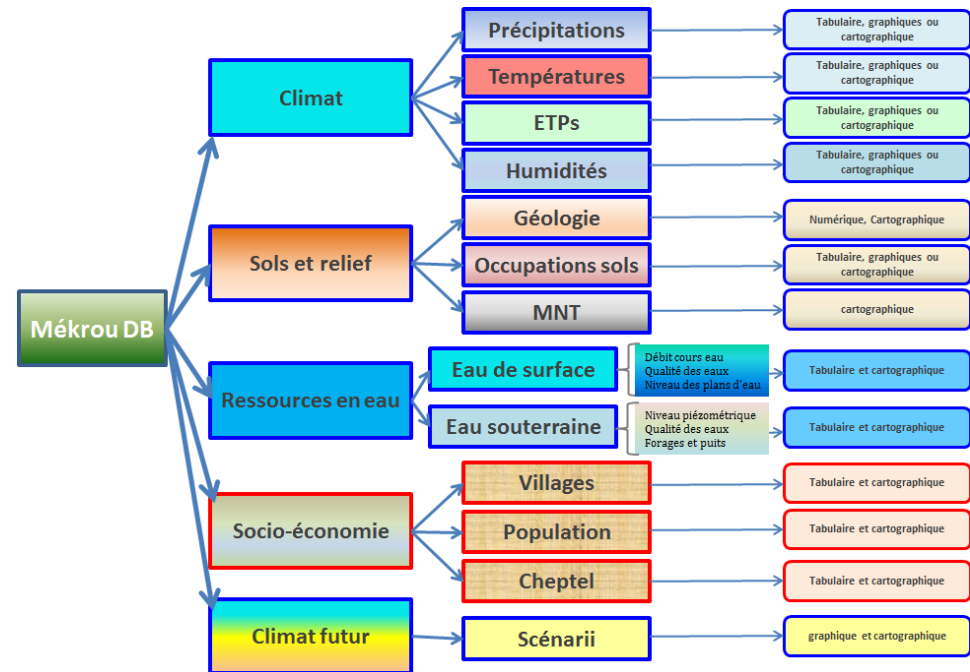 Mékrou DB
Climat
Précipitations
Tabulaire, graphiques ou
cartographique
Températures
Tabulaire, graphiques ou
cartographique
ETPs
Tabulaire, graphiques ou
cartographique
Humidités
Tabulaire, graphiques ou
cartographique
Sols et relief
Géologie
Numérique, Cartographique
Occupations sols
Tabulaire, graphiques ou
cartographique
MNT
cartographique
Ressources en eau
Eau de surface
Débit cours eau
Qualité des eaux
Niveau des plans d'eau
Tabulaire et cartographique
Eau souterraine
Niveau piézométrique
Qualité des eaux
Forages et puits
Tabulaire et cartographique
Socio-économie
Villages
Tabulaire et cartographique
Population
Tabulaire et cartographique
Cheptel
Tabulaire et cartographique
Climat futur
Scénarii
graphique et cartographique